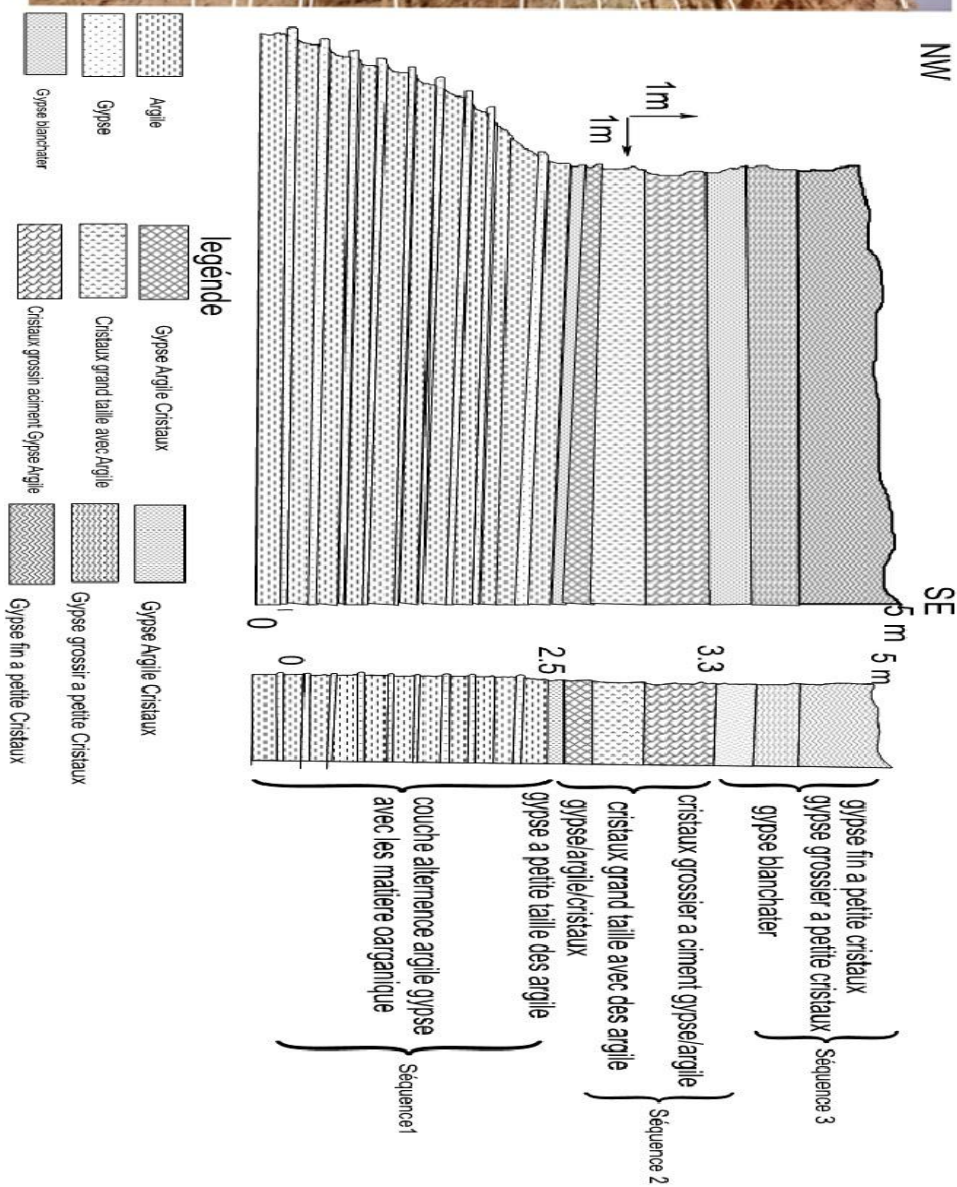 NW
SE
1m
1m
5 m
0
5 m
3.3
2.5
0
gypse fin a petite cristaux
gypse grossier a petite cristaux
gypse blanchater
cristaux grossier a ciment gypse/argile
cristaux grand taille avec des argile
gypse/argile/cristaux
gypse a petite taille des argile
couche alternence argile gypse
avec les matiere oarganique
Séquence 3
Séquence 2
Séquence1
legénde
Argile
Gypse
Gypse blanchater
Gypse Argile Cristaux
Cristaux grand taille avec Argile
Cristaux grossin aciment Gypse Argile
Gypse Argile Cristaux
Gypse grossir a petite Cristaux
Gypse fin a petite Cristaux